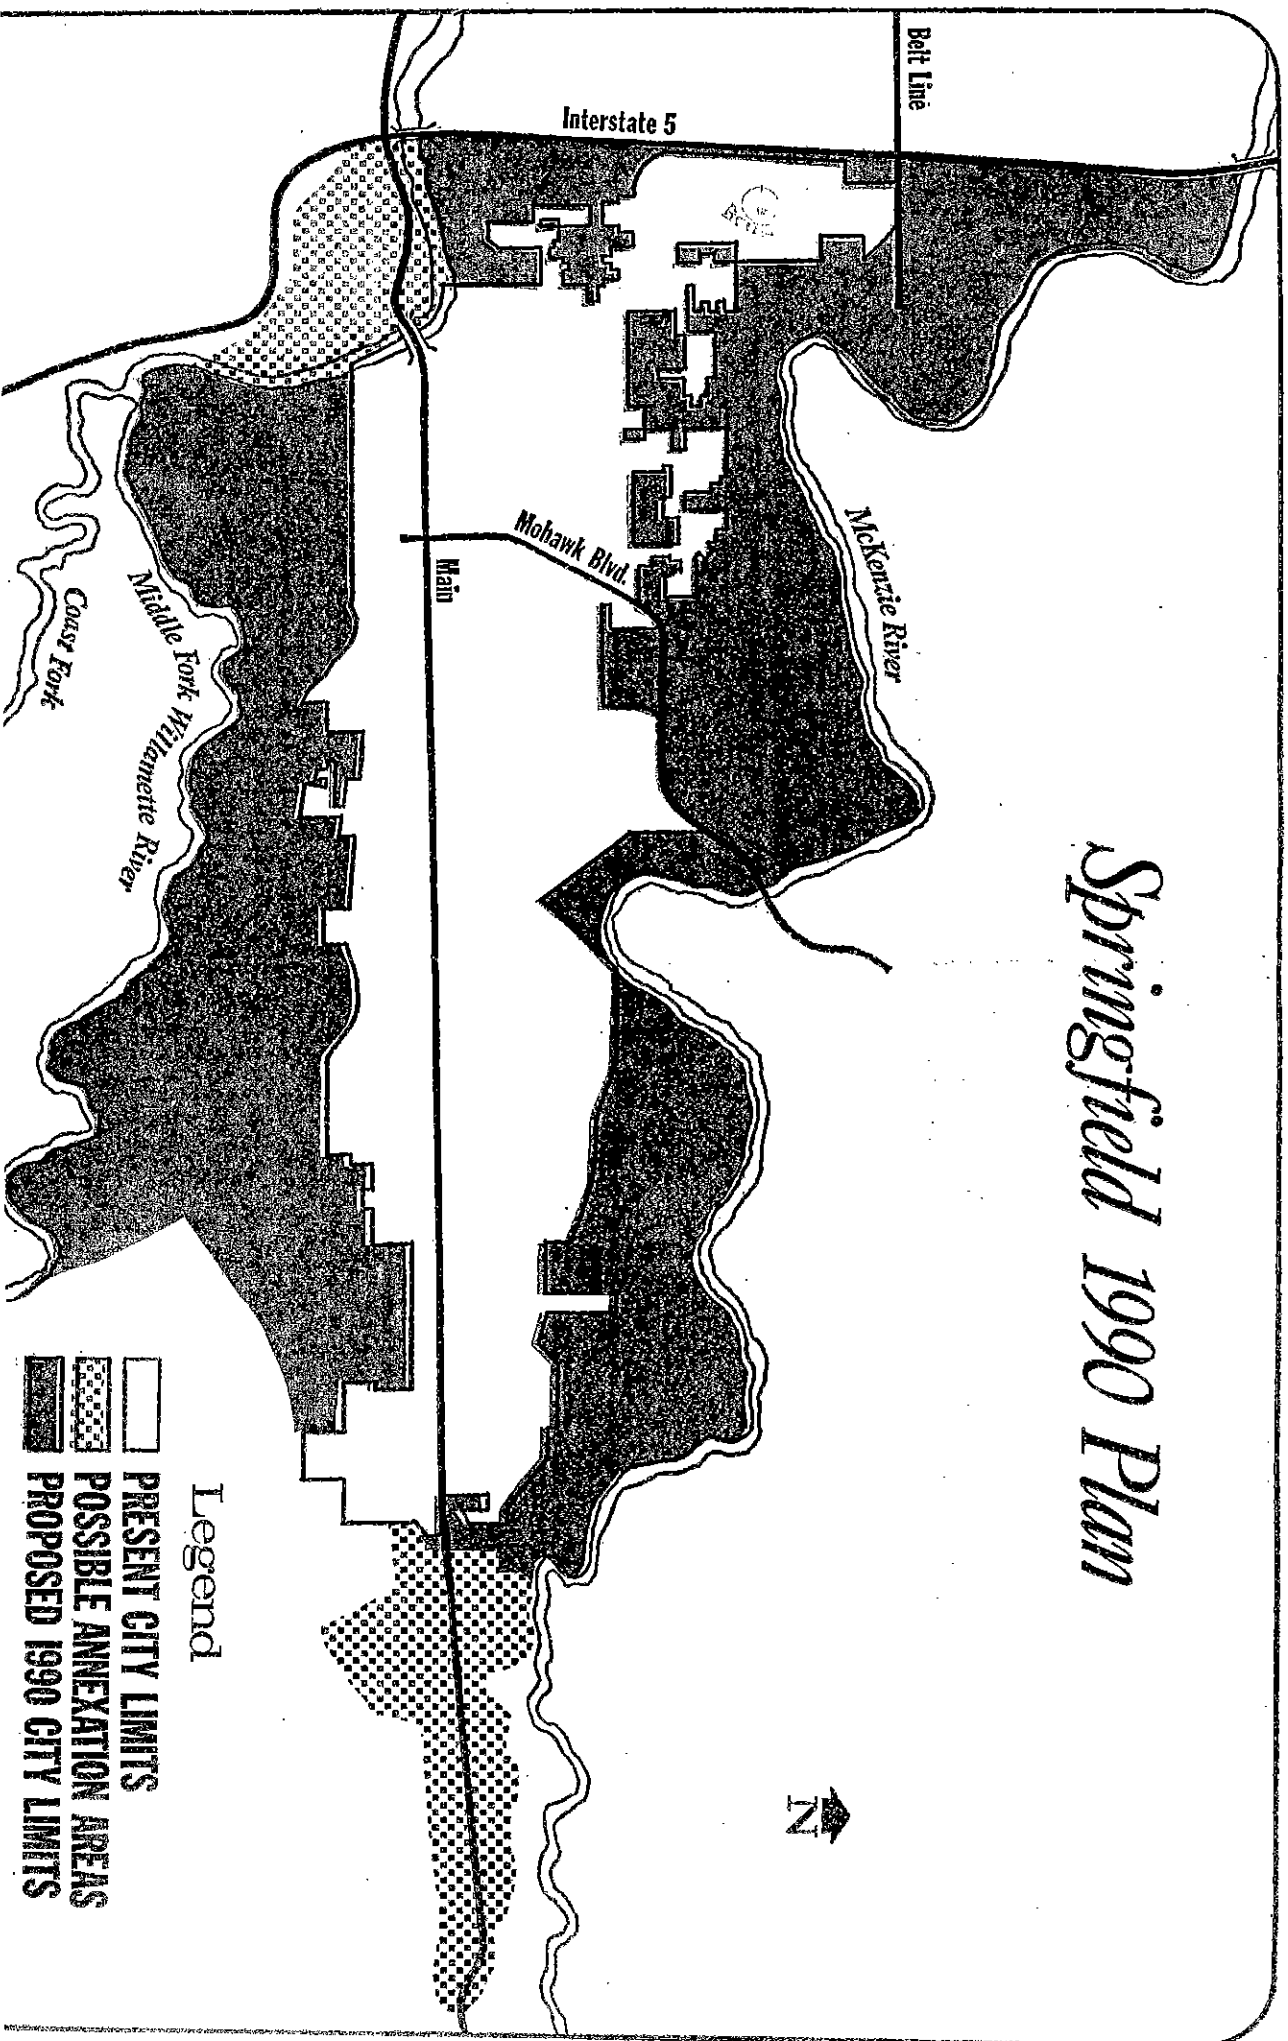 Springfield 1990 Plan
Belt Line
Interstate 5
McKenzie River
Mohawk Blvd.
Main
Middle Fork Willamette River
Coast Fork
N
Legend
PRESENT CITY LIMITS
POSSIBLE ANNEXATION AREAS
PROPOSED 1990 CITY LIMITS